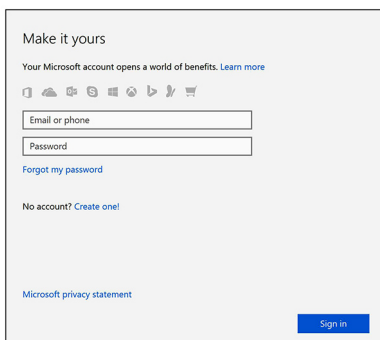 Make it yours
Your Microsoft account opens a world of benefits. Learn more
Email or phone
Password
Forgot my password
No account? Create one!
Microsoft privacy statement
Sign in